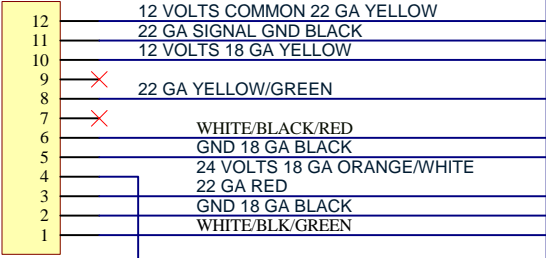 12 VOLTS COMMON 22 GA YELLOW
12
22 GA SIGNAL GND BLACK
11
12 VOLTS 18 GA YELLOW
10
9
22 GA YELLOW/GREEN
8
7
WHITE/BLACK/RED
6
GND 18 GA BLACK
5
24 VOLTS 18 GA ORANGE/WHITE
4
22 GA RED
3
GND 18 GA BLACK
2
WHITE/BLK/GREEN
1